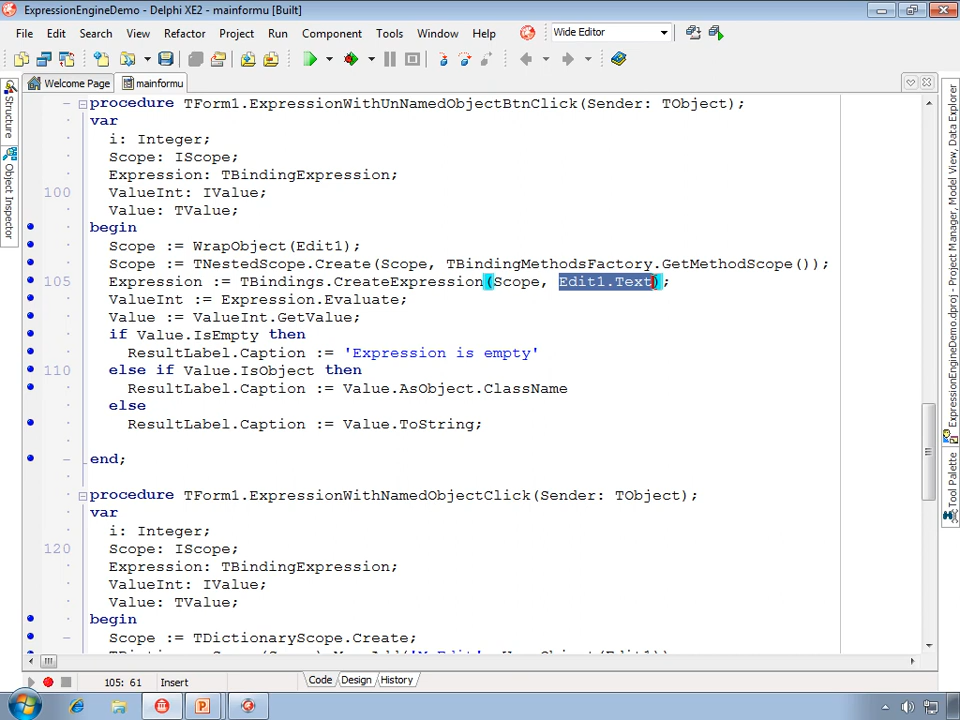 ExpressionEngineDemo - Delphi XE2 - mainformu [Built]
File Edit Search View Refactor Project Run Component Tools Window Help Wide Editor
Welcome Page mainformu
procedure TForm1.ExpressionWithUnNamedObjectBtnClick(Sender: TObject);
var
i: Integer;
Scope: IScope;
Expression: TBindingExpression;
100 ValueInt: IValue;
Value: TValue;
begin
Scope := WrapObject(Edit1);
Scope := TNestedScope.Create(Scope, TBindingMethodsFactory.GetMethodScope());
105 Expression := TBindings.CreateExpression(Scope, Edit1.Text);
ValueInt := Expression.Evaluate;
Value := ValueInt.GetValue;
if Value.IsEmpty then
ResultLabel.Caption := 'Expression is empty'
110 else if Value.IsObject then
ResultLabel.Caption := Value.AsObject.ClassName
else
ResultLabel.Caption := Value.ToString;
end;
procedure TForm1.ExpressionWithNamedObjectClick(Sender: TObject);
var
i: Integer;
120 Scope: IScope;
Expression: TBindingExpression;
ValueInt: IValue;
Value: TValue;
begin
Scope := TDictionaryScope.Create;
105: 61 Insert Code Design History
Structure
Object Inspector
ExpressionEngineDemo.dproj - Project Manager, Model View, Data Explorer
Tool Palette